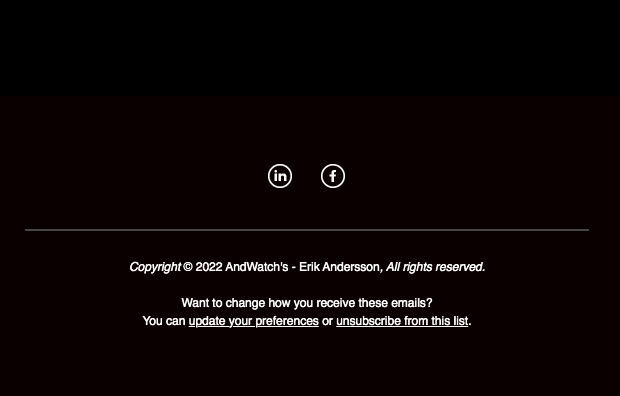 in f
Copyright © 2022 AndWatch's - Erik Andersson, All rights reserved.
Want to change how you receive these emails?
You can update your preferences or unsubscribe from this list.